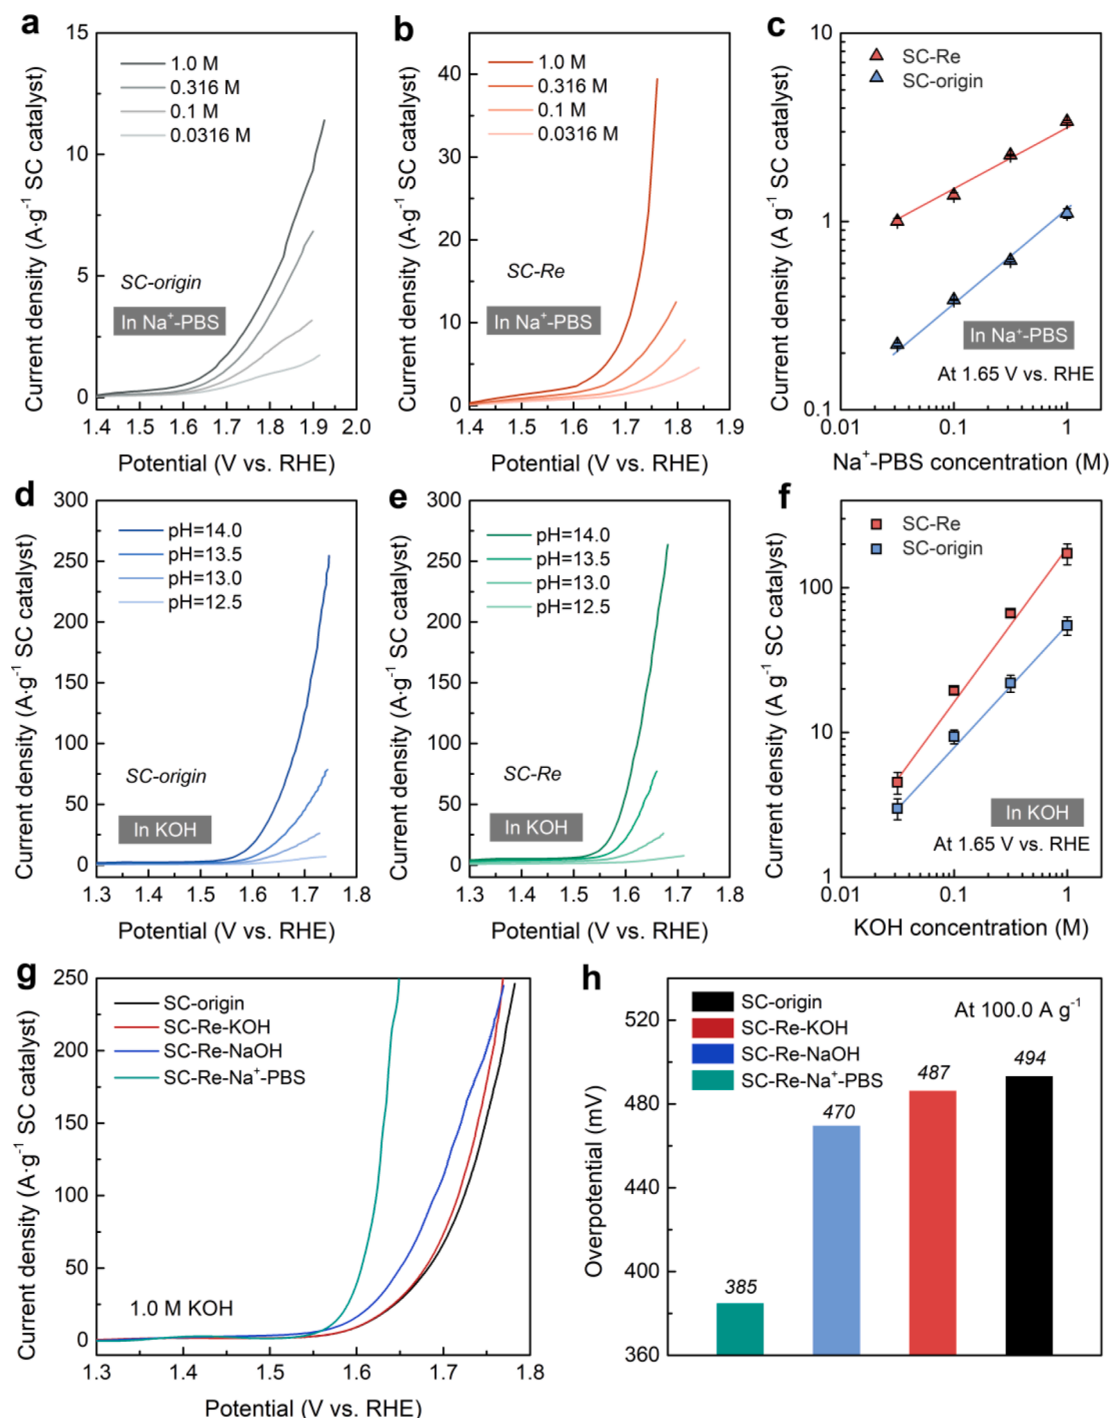 a
15
10
5
0
1.4 1.5 1.6 1.7 1.8 1.9 2.0
Current density (A·g⁻¹ SC catalyst)
Potential (V vs. RHE)
1.0 M
0.316 M
0.1 M
0.0316 M
SC-origin
In Na⁺-PBS
b
40
30
20
10
0
1.4 1.5 1.6 1.7 1.8 1.9
Current density (A·g⁻¹ SC catalyst)
Potential (V vs. RHE)
1.0 M
0.316 M
0.1 M
0.0316 M
SC-Re
In Na⁺-PBS
c
10
1
0.1
0.01 0.1 1
Current density (A g⁻¹ SC catalyst)
Na⁺-PBS concentration (M)
SC-Re
SC-origin
In Na⁺-PBS
At 1.65 V vs. RHE
d
300
250
200
150
100
50
0
1.3 1.4 1.5 1.6 1.7 1.8
Current density (A·g⁻¹ SC catalyst)
Potential (V vs. RHE)
pH=14.0
pH=13.5
pH=13.0
pH=12.5
SC-origin
In KOH
e
300
250
200
150
100
50
0
1.3 1.4 1.5 1.6 1.7 1.8
Current density (A·g⁻¹ SC catalyst)
Potential (V vs. RHE)
pH=14.0
pH=13.5
pH=13.0
pH=12.5
SC-Re
In KOH
f
100
10
1
0.01 0.1 1
Current density (A g⁻¹ SC catalyst)
KOH concentration (M)
SC-Re
SC-origin
In KOH
At 1.65 V vs. RHE
g
250
200
150
100
50
0
1.3 1.4 1.5 1.6 1.7 1.8
Current density (A·g⁻¹ SC catalyst)
Potential (V vs. RHE)
SC-origin
SC-Re-KOH
SC-Re-NaOH
SC-Re-Na⁺-PBS
1.0 M KOH
h
520
480
440
400
360
Overpotential (mV)
SC-origin
SC-Re-KOH
SC-Re-NaOH
SC-Re-Na⁺-PBS
At 100.0 A g⁻¹
385
470
487
494